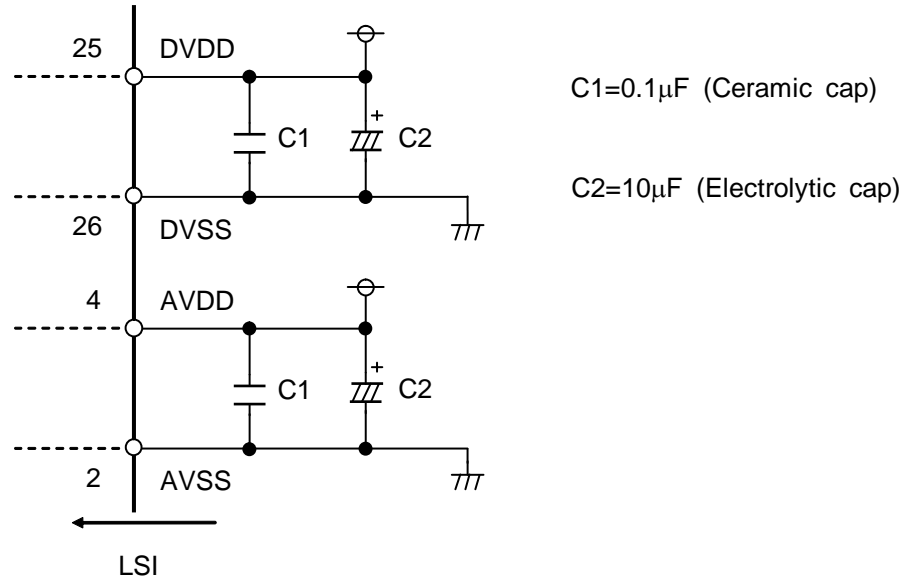 25 DVDD
C1=0.1μF (Ceramic cap)
+
C1 C2
C2=10μF (Electrolytic cap)
26 DVSS
4 AVDD
+
C1 C2
2 AVSS
LSI